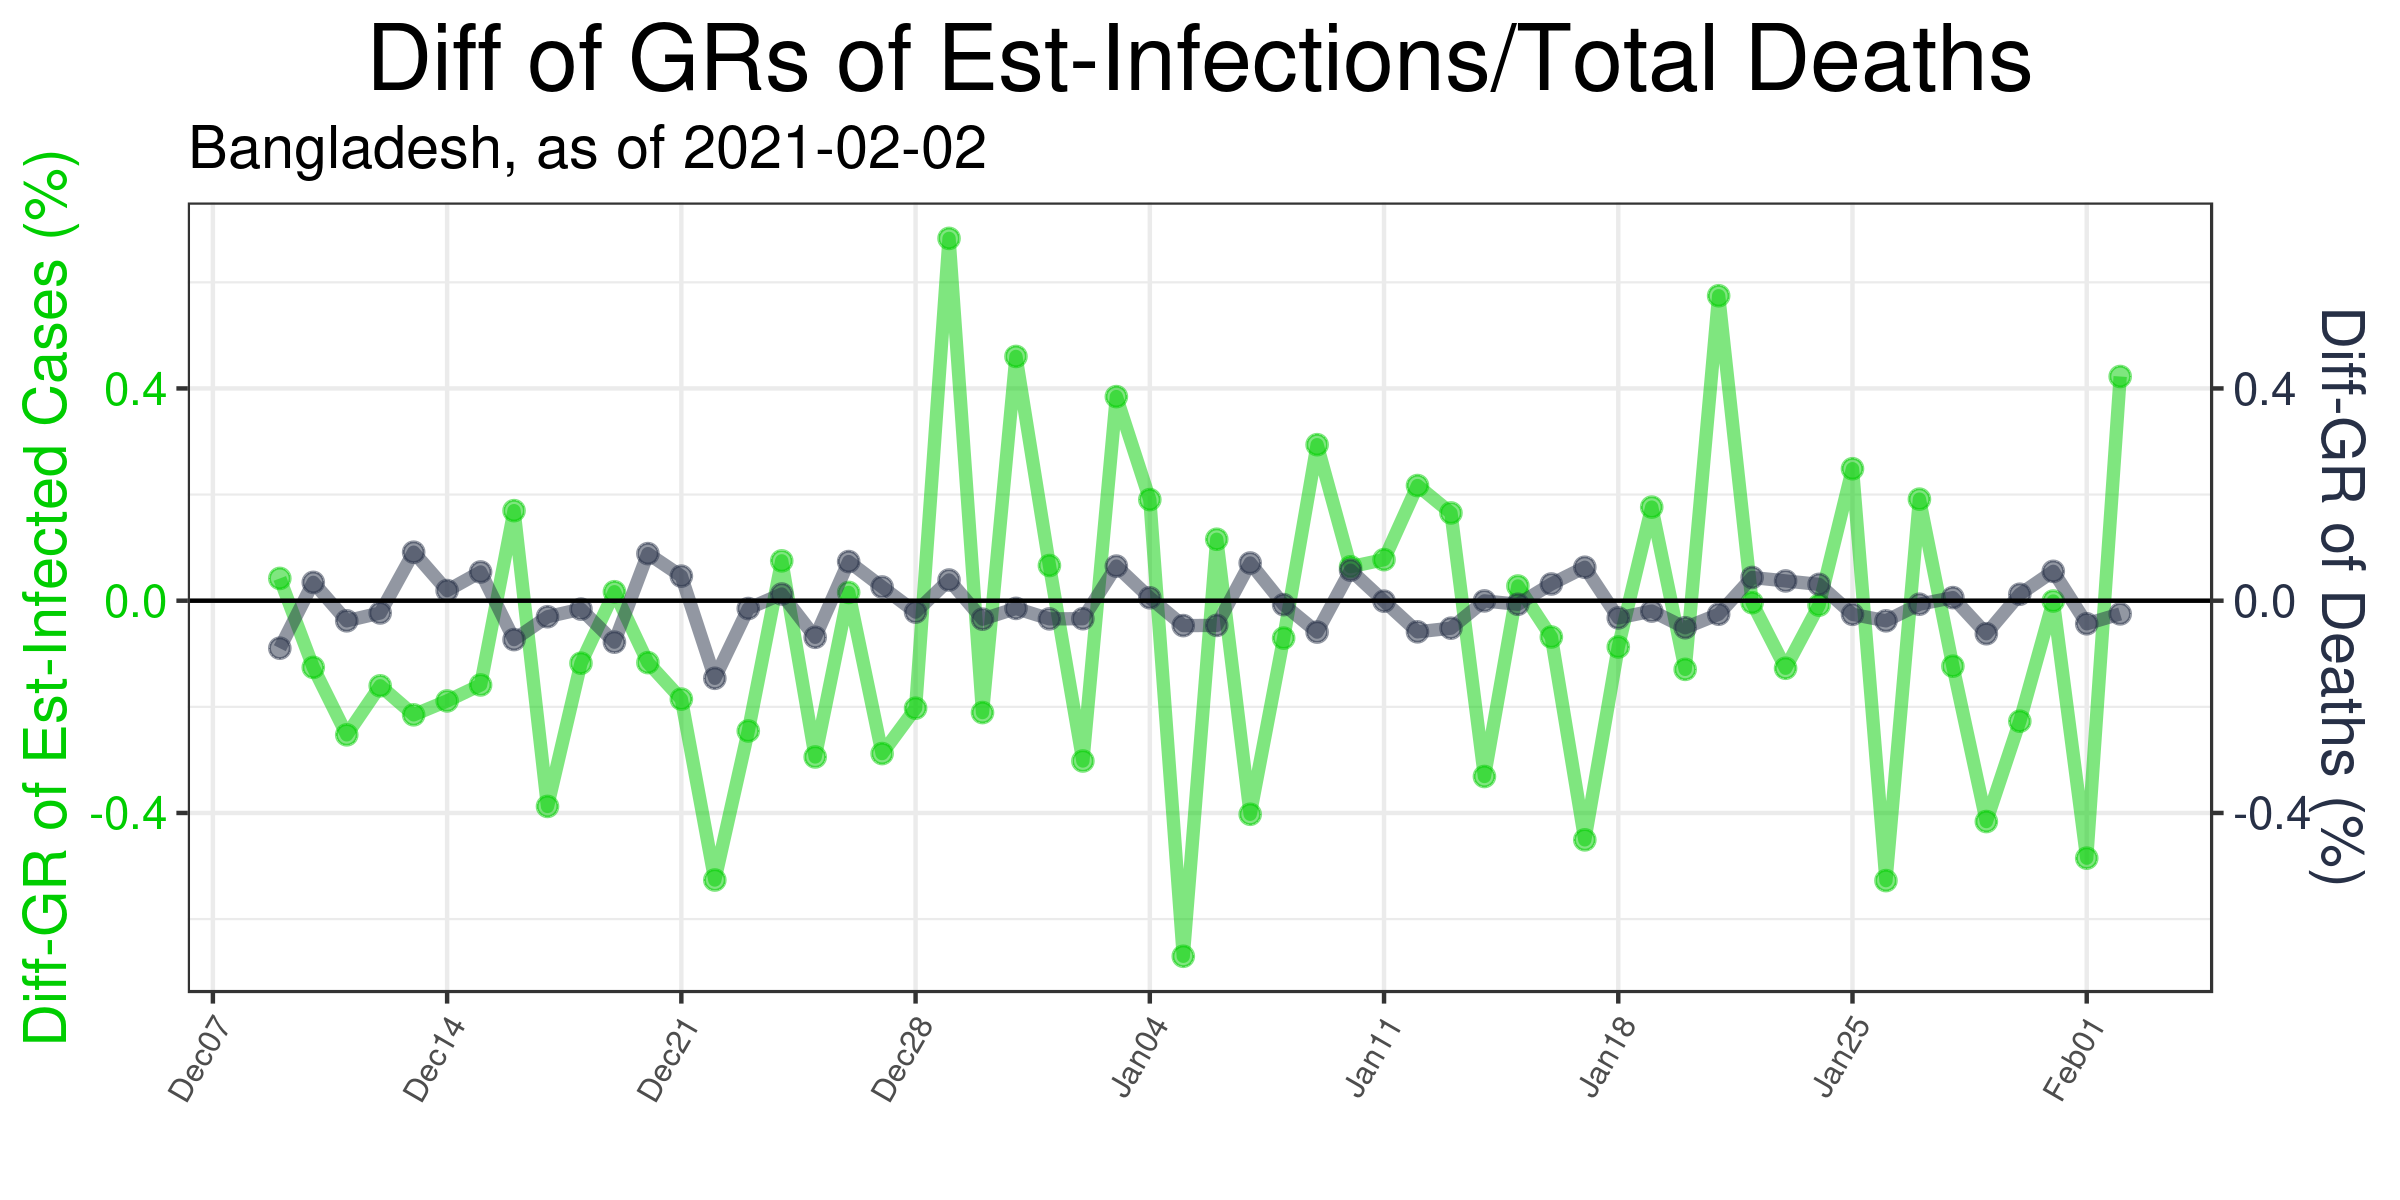 Diff of GRs of Est-Infections/Total Deaths
Bangladesh, as of 2021-02-02
Diff-GR of Est-Infected Cases (%)
0.4
0.0
-0.4
0.4
0.0
-0.4
Diff-GR of Deaths (%)
Dec07
Dec14
Dec21
Dec28
Jan04
Jan11
Jan18
Jan25
Feb01